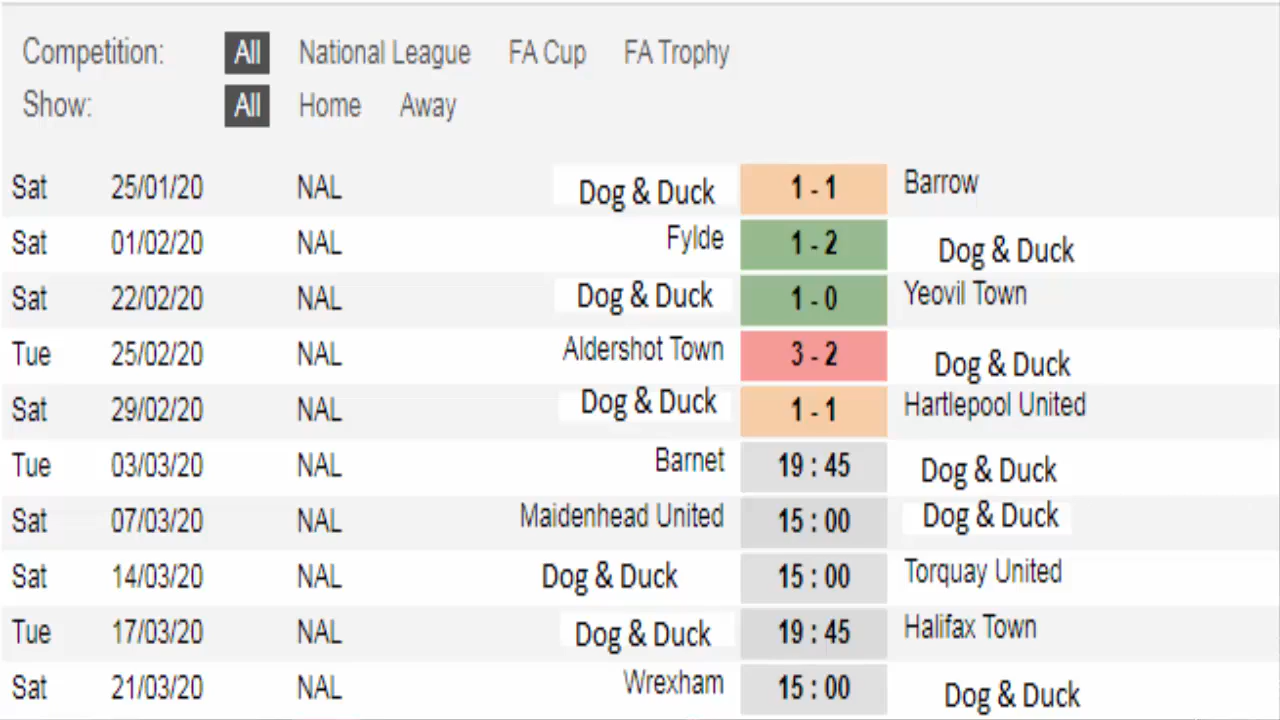 Competition: All National League FA Cup FA Trophy
Show: All Home Away
Sat 25/01/20 NAL Dog & Duck 1 - 1 Barrow
Sat 01/02/20 NAL Fylde 1 - 2 Dog & Duck
Sat 22/02/20 NAL Dog & Duck 1 - 0 Yeovil Town
Tue 25/02/20 NAL Aldershot Town 3 - 2 Dog & Duck
Sat 29/02/20 NAL Dog & Duck 1 - 1 Hartlepool United
Tue 03/03/20 NAL Barnet 19 : 45 Dog & Duck
Sat 07/03/20 NAL Maidenhead United 15 : 00 Dog & Duck
Sat 14/03/20 NAL Dog & Duck 15 : 00 Torquay United
Tue 17/03/20 NAL Dog & Duck 19 : 45 Halifax Town
Sat 21/03/20 NAL Wrexham 15 : 00 Dog & Duck